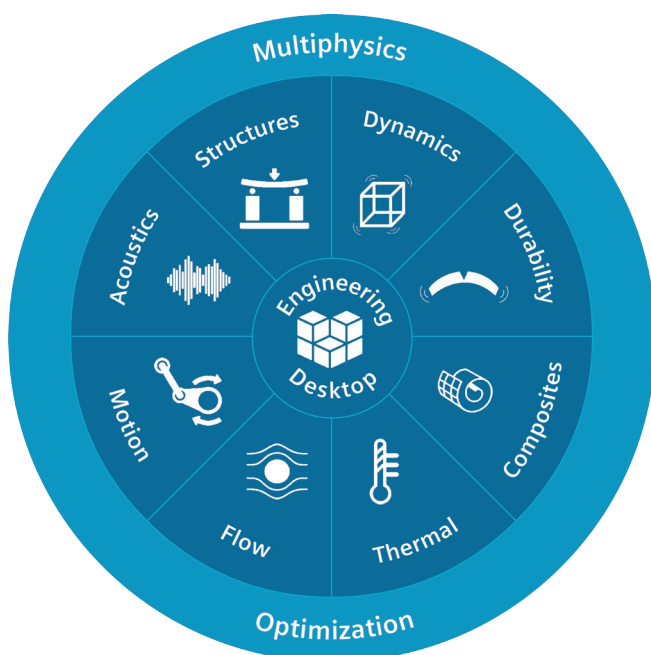 Multiphysics
Structures
Dynamics
Acoustics
Durability
Engineering
Desktop
Motion
Composites
Flow
Thermal
Optimization